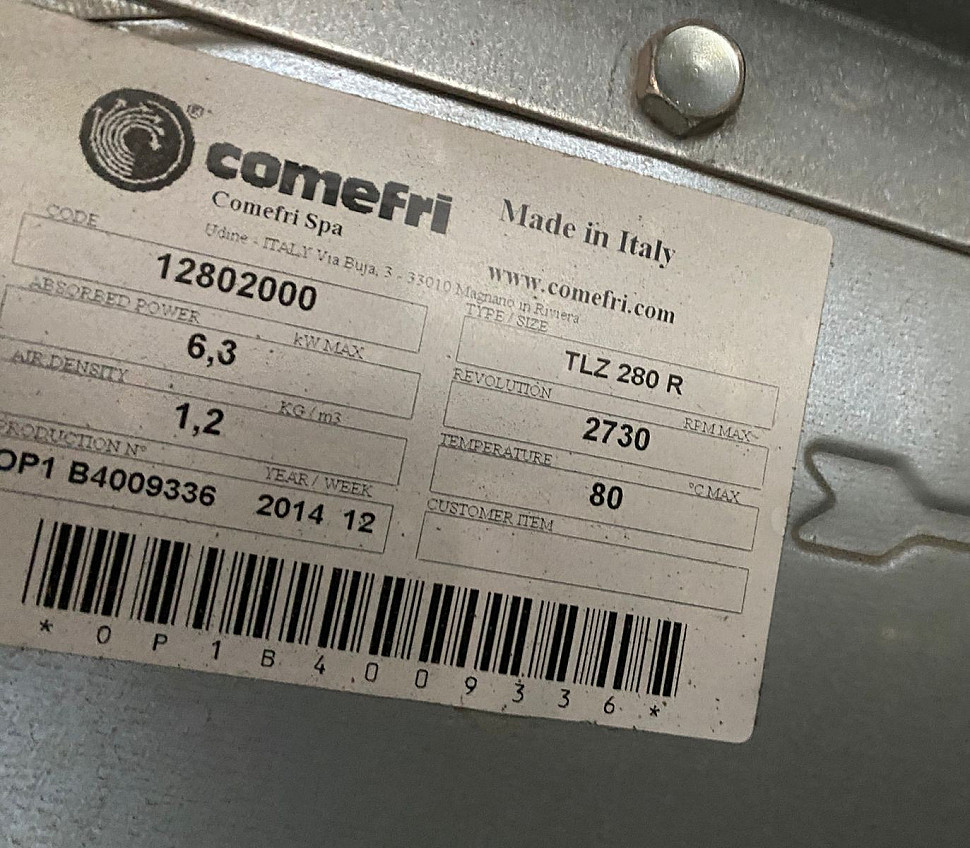 ®
comefri
Made in Italy
Comefri Spa
Udine - ITALY Via Buja, 3 - 33010 Magnano in Riviera
www.comefri.com
CODE
12802000
TYPE / SIZE
TLZ 280 R
ABSORBED POWER kW MAX
6,3
REVOLUTION RPM MAX
2730
AIR DENSITY KG / m3
1,2
TEMPERATURE °C MAX
80
PRODUCTION N° YEAR / WEEK
OP1 B4009336 2014 12
CUSTOMER ITEM
* 0 P 1 B 4 0 0 9 3 3 6 *